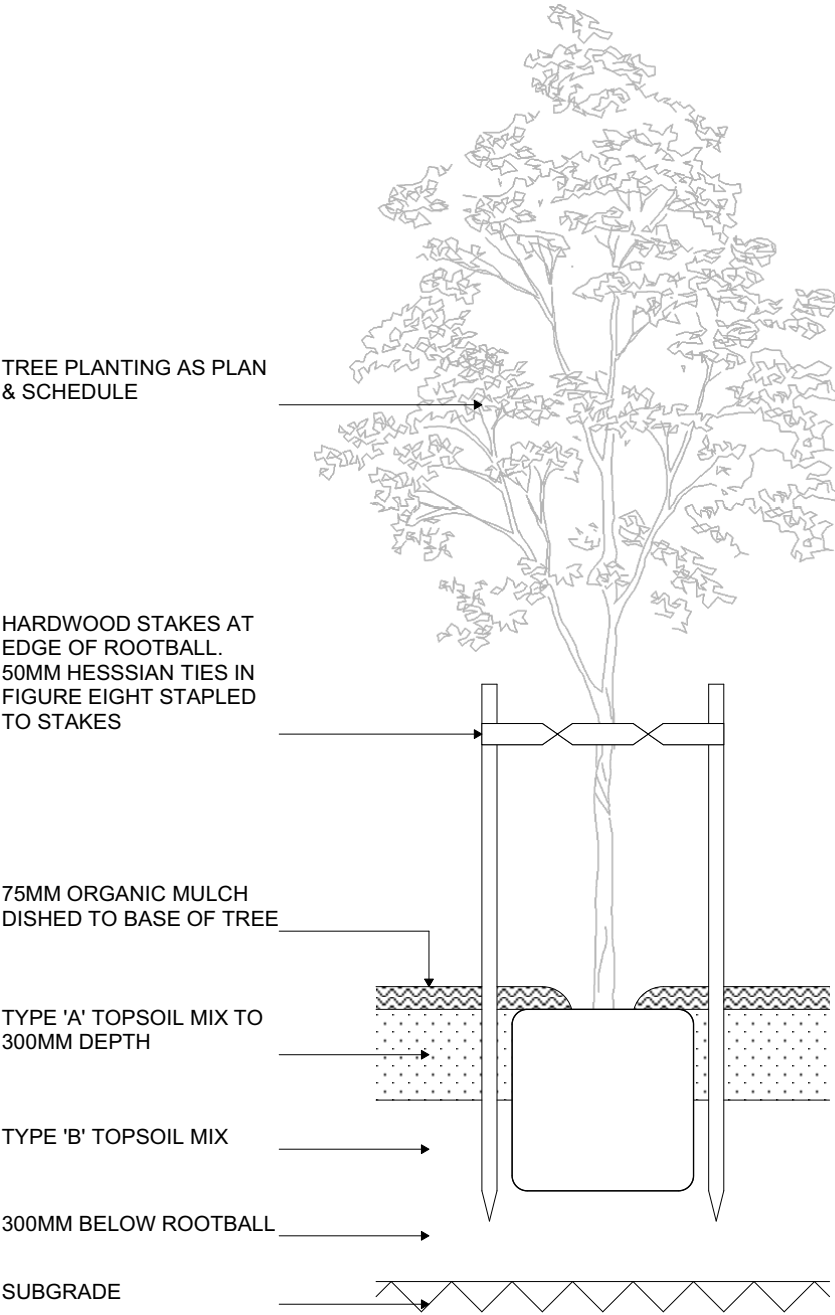 TREE PLANTING AS PLAN
& SCHEDULE
HARDWOOD STAKES AT
EDGE OF ROOTBALL.
50MM HESSSIAN TIES IN
FIGURE EIGHT STAPLED
TO STAKES
75MM ORGANIC MULCH
DISHED TO BASE OF TREE
TYPE 'A' TOPSOIL MIX TO
300MM DEPTH
TYPE 'B' TOPSOIL MIX
300MM BELOW ROOTBALL
SUBGRADE